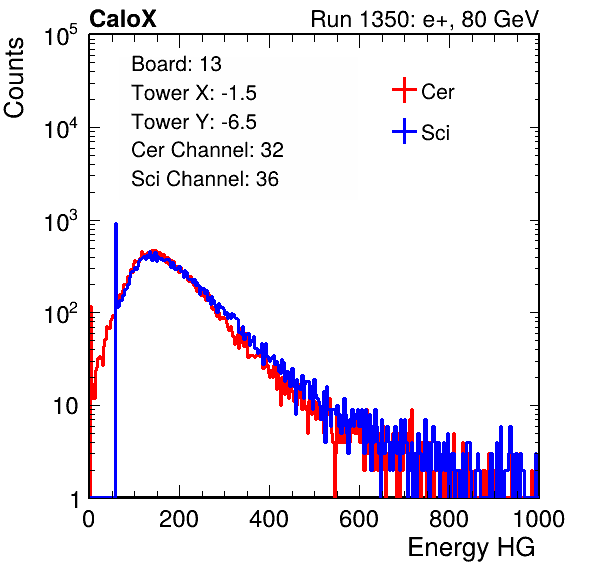 CaloX Run 1350: e+, 80 GeV
Counts
Board: 13
Tower X: -1.5
Tower Y: -6.5
Cer Channel: 32
Sci Channel: 36
Cer
Sci
10^5
10^4
10^3
10^2
10
1
0 200 400 600 800 1000
Energy HG